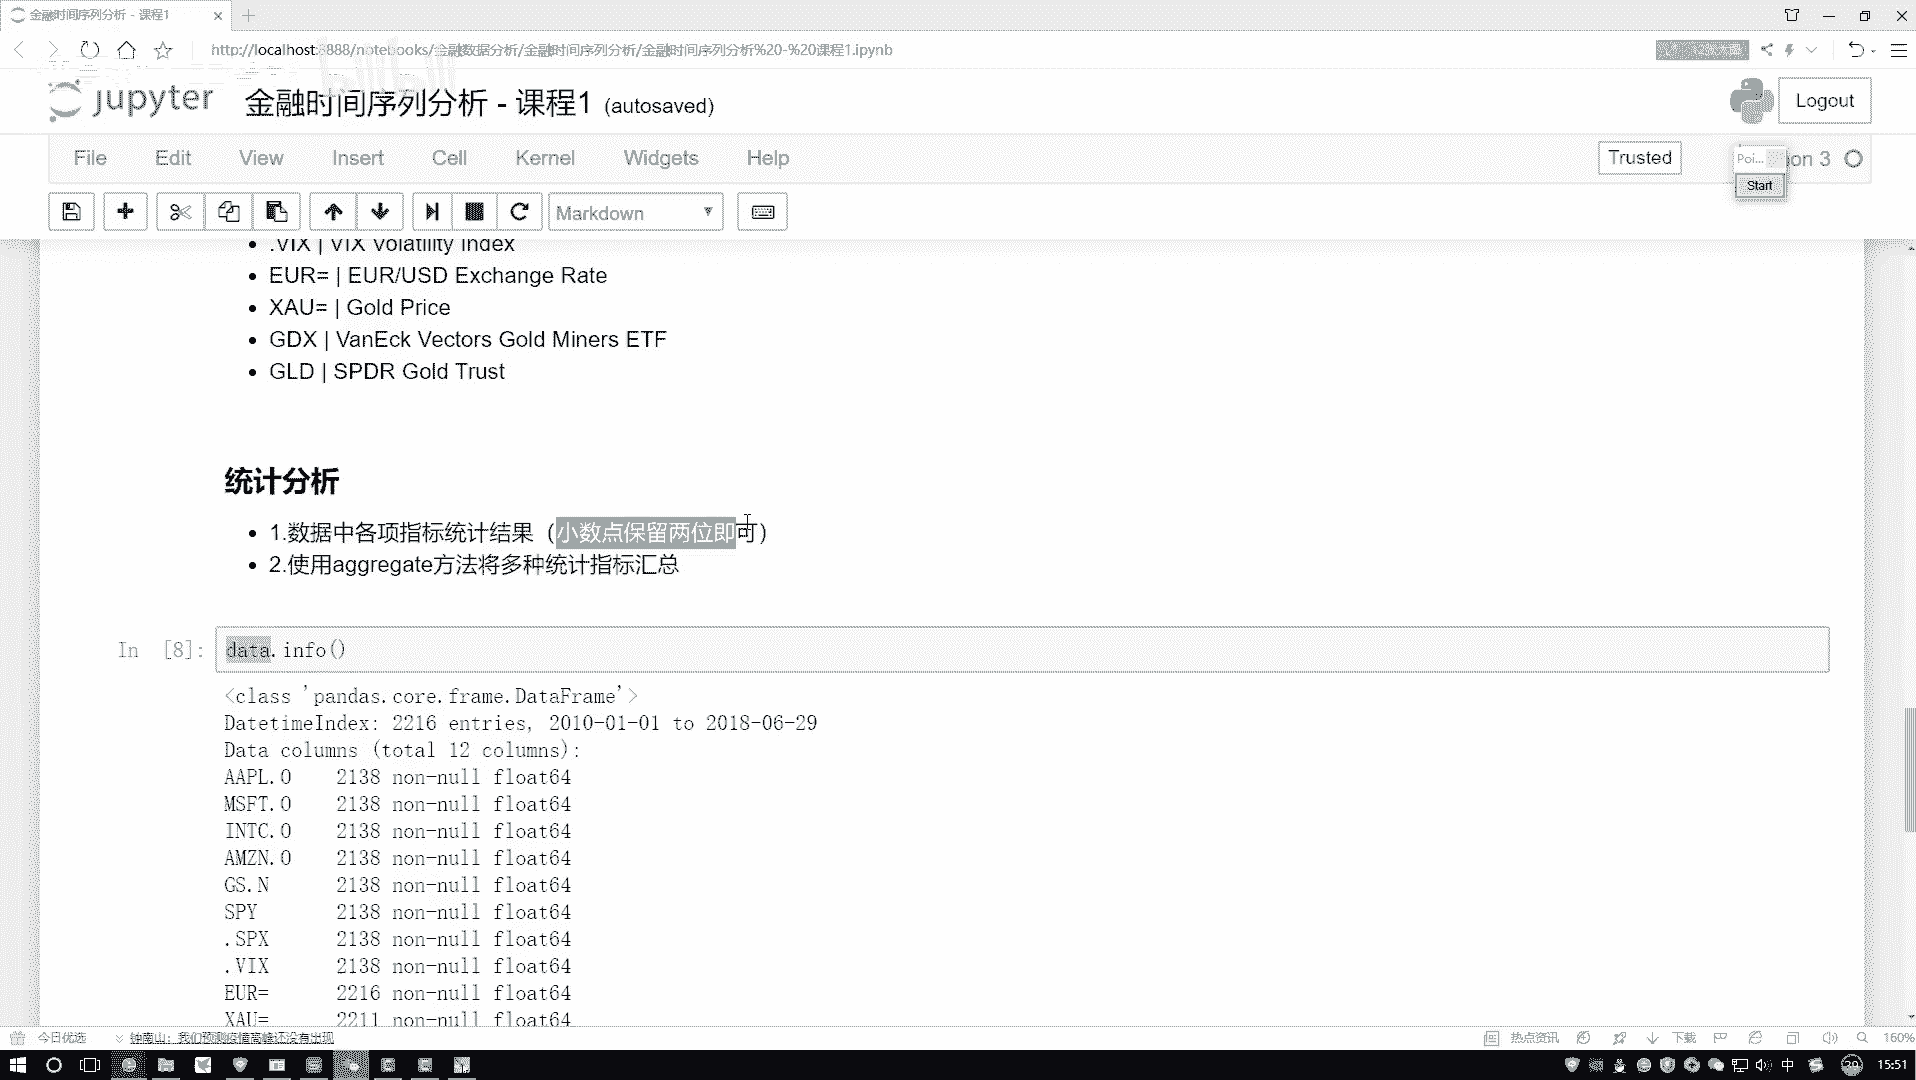 金融时间序列分析 - 课程1
http://localhost:8888/notebooks/金融数据分析/金融时间序列分析/金融时间序列分析%20-%20课程1.ipynb
jupyter 金融时间序列分析 - 课程1 (autosaved)
Logout
File Edit View Insert Cell Kernel Widgets Help
Trusted
Poi... on 3
Start
Markdown
.VIX | VIX Volatility Index
EUR= | EUR/USD Exchange Rate
XAU= | Gold Price
GDX | VanEck Vectors Gold Miners ETF
GLD | SPDR Gold Trust
统计分析
1.数据中各项指标统计结果（小数点保留两位即可）
2.使用aggregate方法将多种统计指标汇总
In [8]: data.info()
<class 'pandas.core.frame.DataFrame'>
DatetimeIndex: 2216 entries, 2010-01-01 to 2018-06-29
Data columns (total 12 columns):
AAPL.O 2138 non-null float64
MSFT.O 2138 non-null float64
INTC.O 2138 non-null float64
AMZN.O 2138 non-null float64
GS.N 2138 non-null float64
SPY 2138 non-null float64
.SPX 2138 non-null float64
.VIX 2138 non-null float64
EUR= 2216 non-null float64
XAU= 2211 non-null float64
今日优选 钟南山：我们预测疫情高峰还没有出现
热点资讯 下载 160%
中 29 15:51